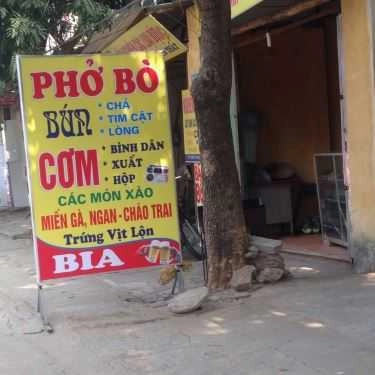 PHỞ BÒ
BÚN
• CHẢ
• TIM CẬT
• LÒNG
CƠM
• BÌNH DÂN
• XUẤT
• HỘP
CÁC MÓN XÀO
MIẾN GÀ, NGAN - CHÁO TRAI
Trứng Vịt Lộn
BIA